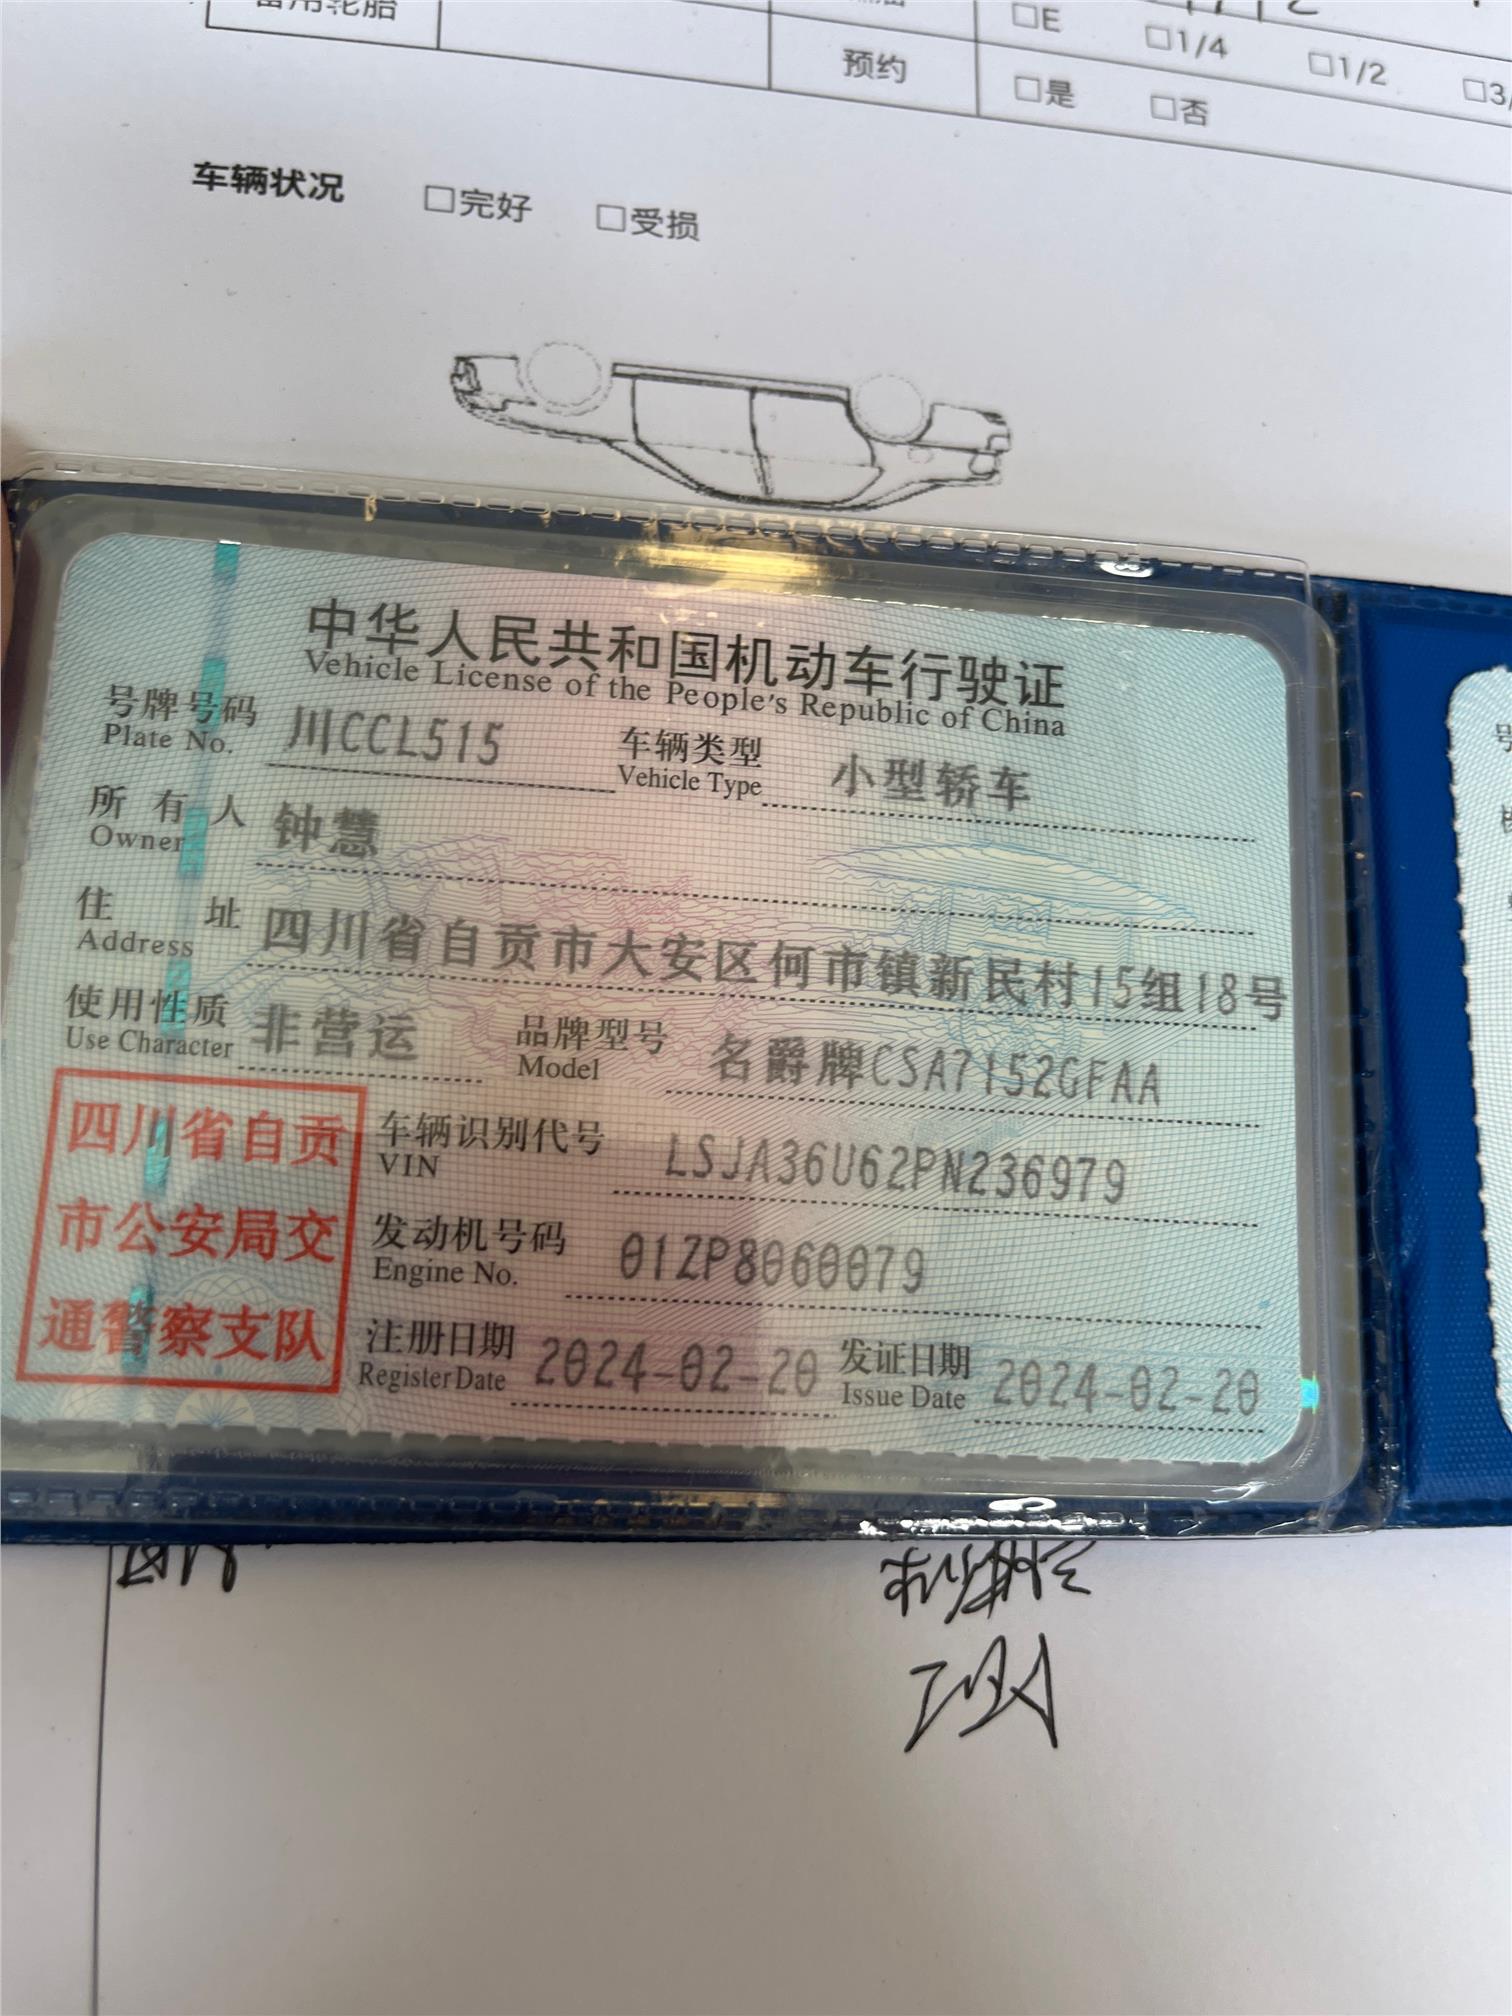 备用轮胎
□E □1/4 □1/2 □3/
预约 □是 □否
车辆状况 □完好 □受损
中华人民共和国机动车行驶证
Vehicle License of the People's Republic of China
号牌号码 川CCL515 车辆类型 小型轿车
Plate No. Vehicle Type
所有人 钟慧
Owner
住址 四川省自贡市大安区何市镇新民村15组18号
Address
使用性质 非营运 品牌型号 名爵牌CSA7152GFAA
Use Character Model
四川省自贡
市公安局交
通警察支队
车辆识别代号 LSJA36U62PN236979
VIN
发动机号码 01ZP8060079
Engine No.
注册日期 2024-02-20 发证日期 2024-02-20
Register Date Issue Date